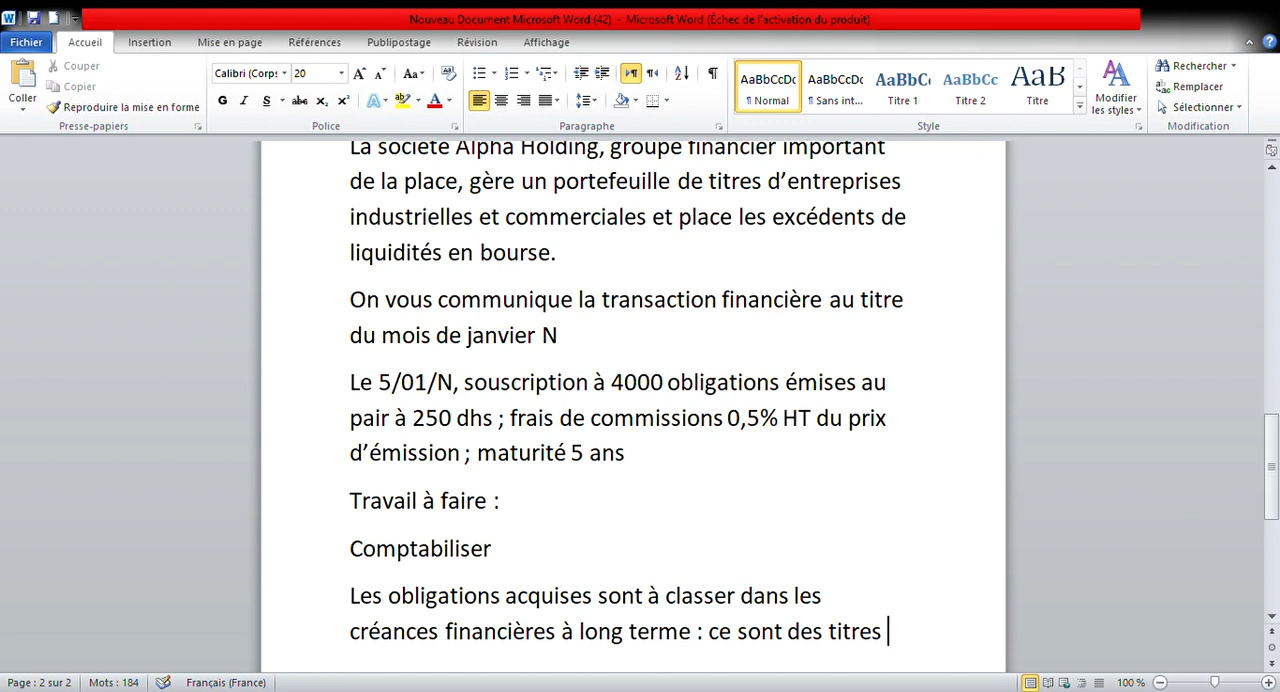 Nouveau Document Microsoft Word (42) - Microsoft Word (Échec de l'activation du produit)
Fichier Accueil Insertion Mise en page Références Publipostage Révision Affichage
Coller
Couper
Copier
Reproduire la mise en forme
Presse-papiers
Calibri (Corps 20
G I S abc x₂ x² A ab A
Police
Paragraphe
AaBbCcDc AaBbCcDc AaBbC AaBbCc AaB
¶ Normal ¶ Sans int... Titre 1 Titre 2 Titre
Style
Modifier
les styles
Rechercher
Remplacer
Sélectionner
Modification
La société Alpha Holding, groupe financier important
de la place, gère un portefeuille de titres d'entreprises
industrielles et commerciales et place les excédents de
liquidités en bourse.
On vous communique la transaction financière au titre
du mois de janvier N
Le 5/01/N, souscription à 4000 obligations émises au
pair à 250 dhs ; frais de commissions 0,5% HT du prix
d'émission ; maturité 5 ans
Travail à faire :
Comptabiliser
Les obligations acquises sont à classer dans les
créances financières à long terme : ce sont des titres
Page : 2 sur 2 Mots : 184 Français (France) 100 %